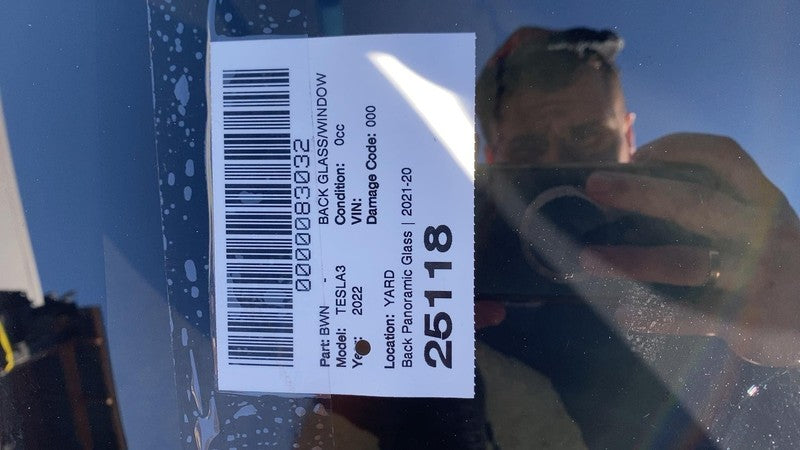 0000083032
Part: BWN - BACK GLASS/WINDOW
Model: TESLA3 Condition: 0cc
2022 VIN:
Damage Code: 000
Location: YARD
Back Panoramic Glass | 2021-20
25118